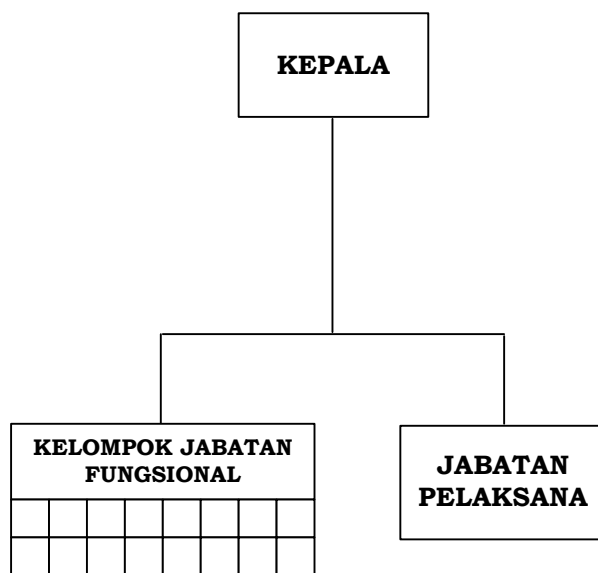 KEPALA
KELOMPOK JABATAN
FUNGSIONAL
JABATAN
PELAKSANA